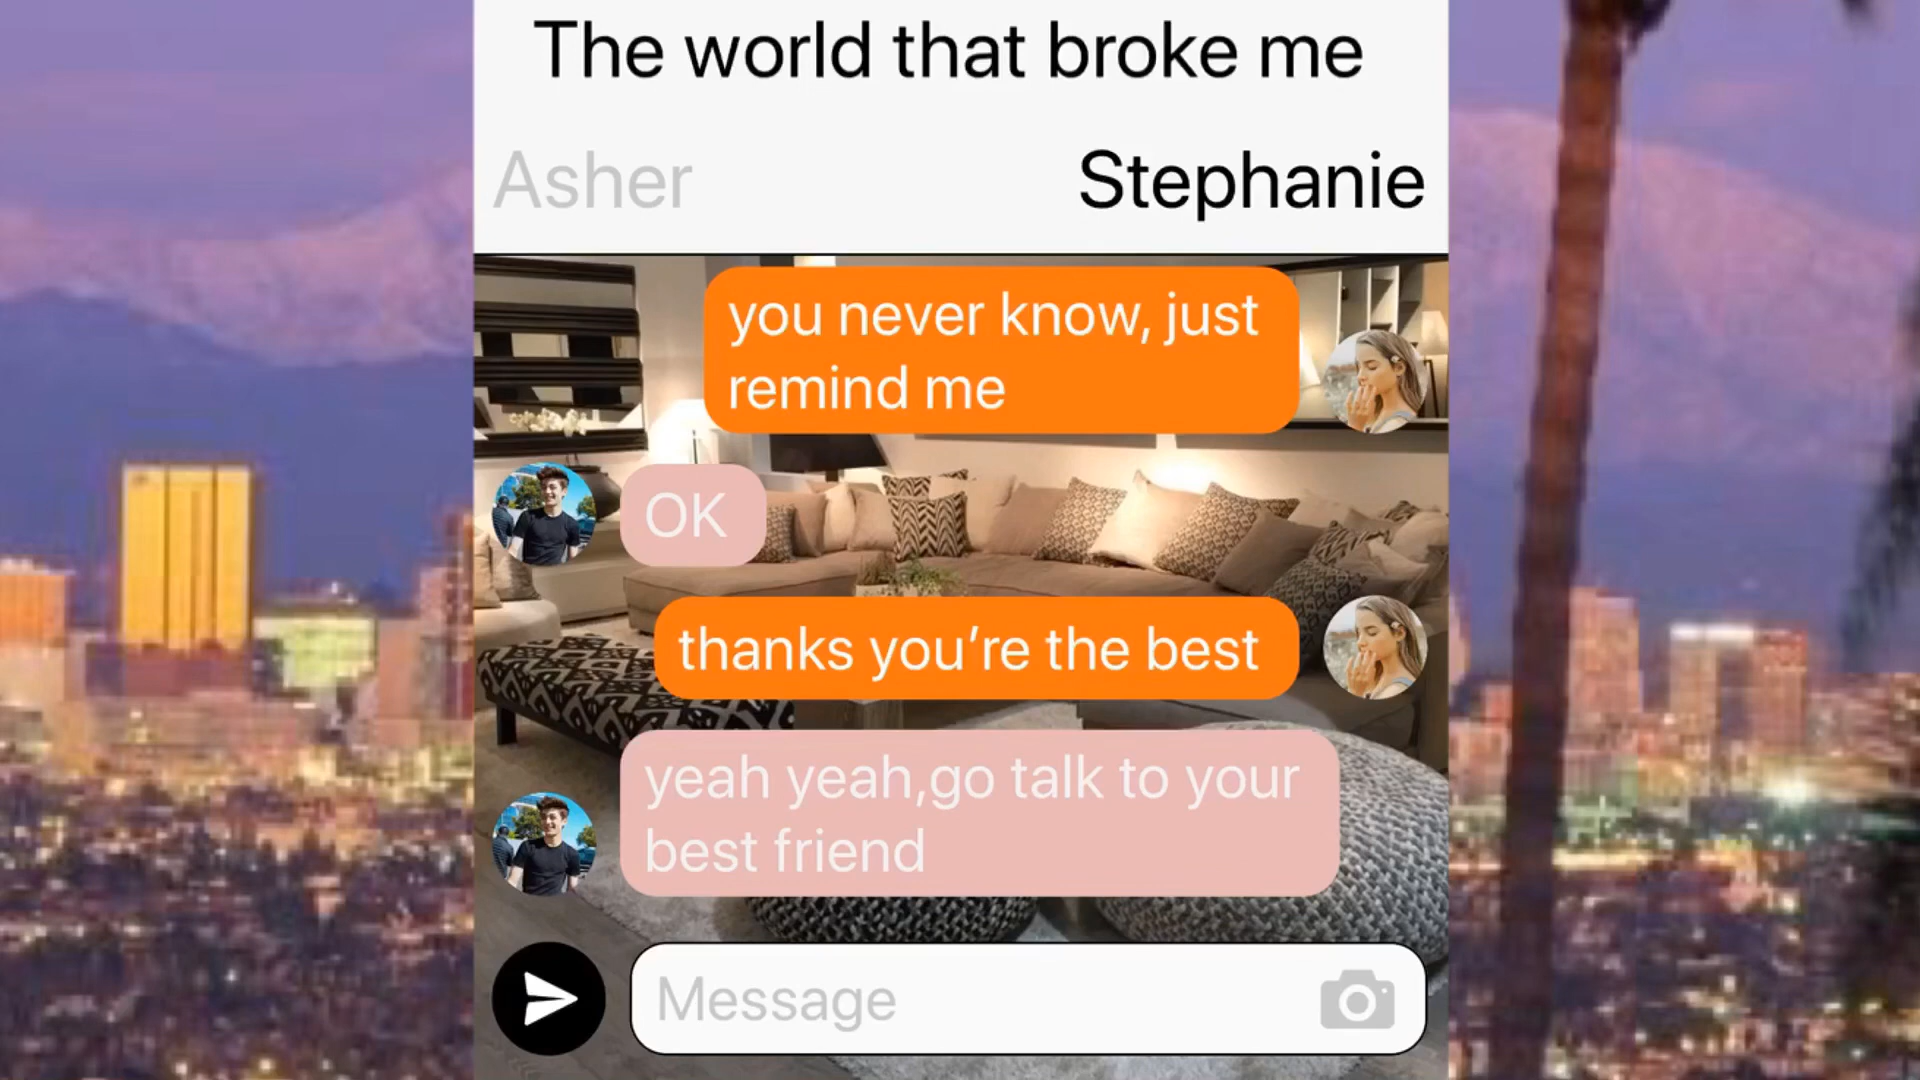 The world that broke me
Asher
Stephanie
you never know, just
remind me
OK
thanks you’re the best
yeah yeah,go talk to your
best friend
Message